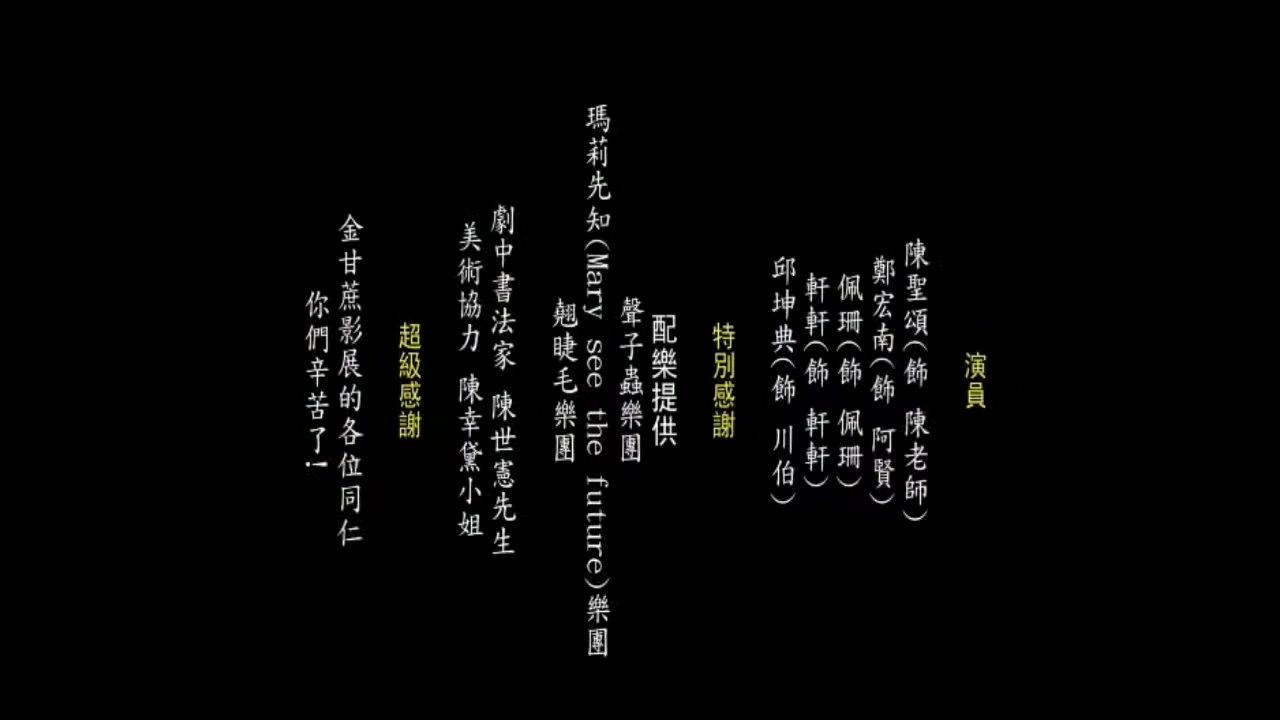 演員
陳聖頌(飾 陳老師)
鄭宏南(飾 阿賢)
佩珊(飾 佩珊)
軒軒(飾 軒軒)
邱坤典(飾 川伯)
特別感謝
配樂提供
聲子蟲樂團
瑪莉先知(Mary see the future)樂團
翹睫毛樂團
劇中書法家 陳世憲先生
美術協力 陳幸黛小姐
超級感謝
金甘蔗影展的各位同仁
你們辛苦了!